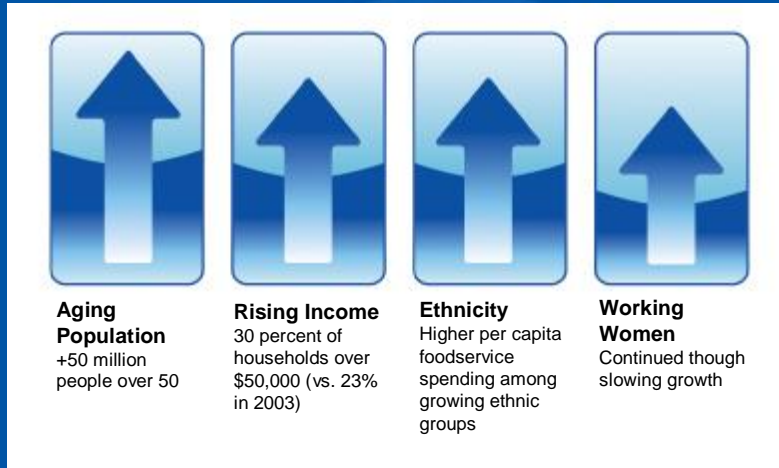 Aging
Population
+50 million
people over 50
Rising Income
30 percent of
households over
$50,000 (vs. 23%
in 2003)
Ethnicity
Higher per capita
foodservice
spending among
growing ethnic
groups
Working
Women
Continued though
slowing growth